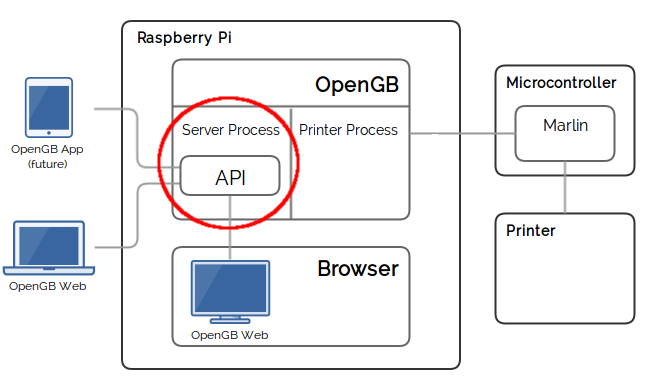 Raspberry Pi
OpenGB
Server Process
Printer Process
API
OpenGB App
(future)
OpenGB Web
Browser
OpenGB Web
Microcontroller
Marlin
Printer